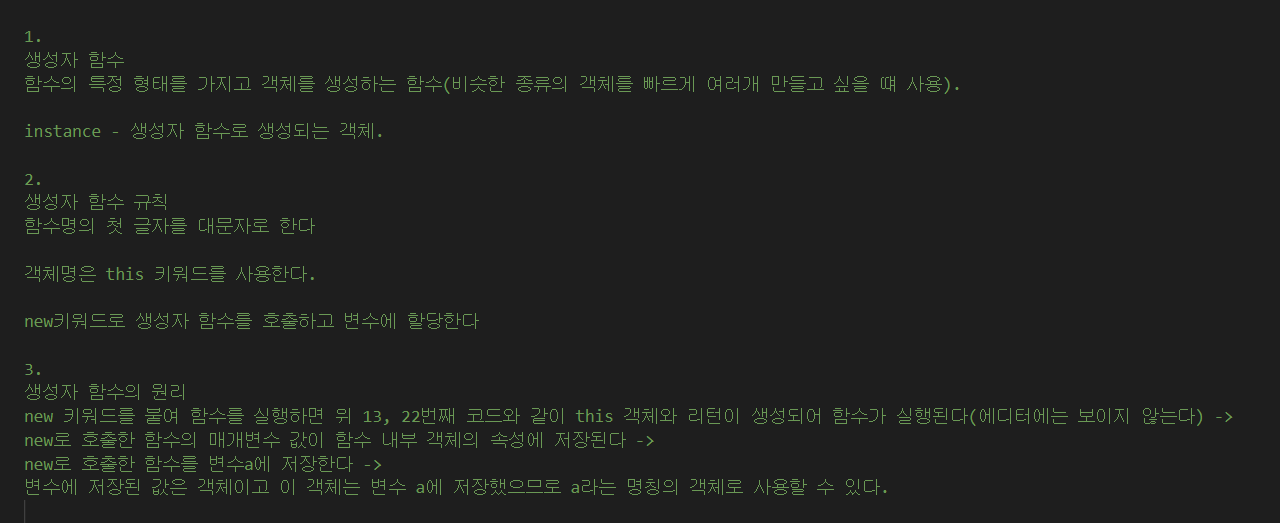 1.
생성자 함수
함수의 특정 형태를 가지고 객체를 생성하는 함수(비슷한 종류의 객체를 빠르게 여러개 만들고 싶을 떄 사용).
instance - 생성자 함수로 생성되는 객체.
2.
생성자 함수 규칙
함수명의 첫 글자를 대문자로 한다
객체명은 this 키워드를 사용한다.
new키워드로 생성자 함수를 호출하고 변수에 할당한다
3.
생성자 함수의 원리
new 키워드를 붙여 함수를 실행하면 위 13, 22번째 코드와 같이 this 객체와 리턴이 생성되어 함수가 실행된다(에디터에는 보이지 않는다) ->
new로 호출한 함수의 매개변수 값이 함수 내부 객체의 속성에 저장된다 ->
new로 호출한 함수를 변수a에 저장한다 ->
변수에 저장된 값은 객체이고 이 객체는 변수 a에 저장했으므로 a라는 명칭의 객체로 사용할 수 있다.